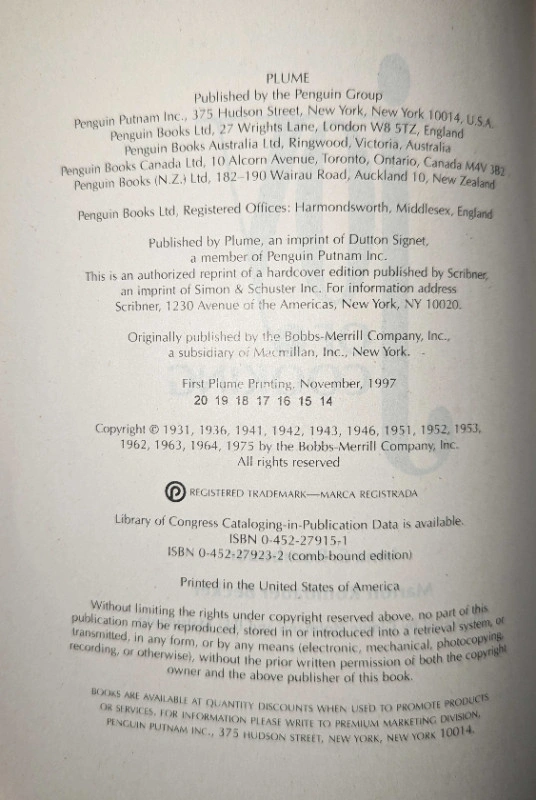 PLUME
Published by the Penguin Group
Penguin Putnam Inc., 375 Hudson Street, New York, New York 10014, U.S.A.
Penguin Books Ltd, 27 Wrights Lane, London W8 5TZ, England
Penguin Books Australia Ltd, Ringwood, Victoria, Australia
Penguin Books Canada Ltd, 10 Alcorn Avenue, Toronto, Ontario, Canada M4V 3B2
Penguin Books (N.Z.) Ltd, 182–190 Wairau Road, Auckland 10, New Zealand
Penguin Books Ltd, Registered Offices: Harmondsworth, Middlesex, England
Published by Plume, an imprint of Dutton Signet,
a member of Penguin Putnam Inc.
This is an authorized reprint of a hardcover edition published by Scribner,
an imprint of Simon & Schuster Inc. For information address
Scribner, 1230 Avenue of the Americas, New York, NY 10020.
Originally published by the Bobbs-Merrill Company, Inc.,
a subsidiary of Macmillan, Inc., New York.
First Plume Printing, November, 1997
20 19 18 17 16 15 14
Copyright © 1931, 1936, 1941, 1942, 1943, 1946, 1951, 1952, 1953,
1962, 1963, 1964, 1975 by the Bobbs-Merrill Company, Inc.
All rights reserved
REGISTERED TRADEMARK—MARCA REGISTRADA
Library of Congress Cataloging-in-Publication Data is available.
ISBN 0-452-27915-1
ISBN 0-452-27923-2 (comb-bound edition)
Printed in the United States of America
Without limiting the rights under copyright reserved above, no part of this
publication may be reproduced, stored in or introduced into a retrieval system, or
transmitted, in any form, or by any means (electronic, mechanical, photocopying,
recording, or otherwise), without the prior written permission of both the copyright
owner and the above publisher of this book.
BOOKS ARE AVAILABLE AT QUANTITY DISCOUNTS WHEN USED TO PROMOTE PRODUCTS
OR SERVICES. FOR INFORMATION PLEASE WRITE TO PREMIUM MARKETING DIVISION,
PENGUIN PUTNAM INC., 375 HUDSON STREET, NEW YORK, NEW YORK 10014.